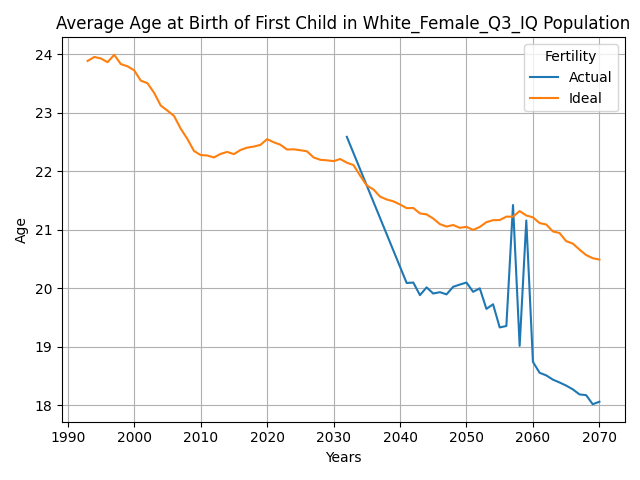 Average Age at Birth of First Child in White_Female_Q3_IQ Population
Fertility
Actual
Ideal
24
23
22
21
20
19
18
Age
1990 2000 2010 2020 2030 2040 2050 2060 2070
Years